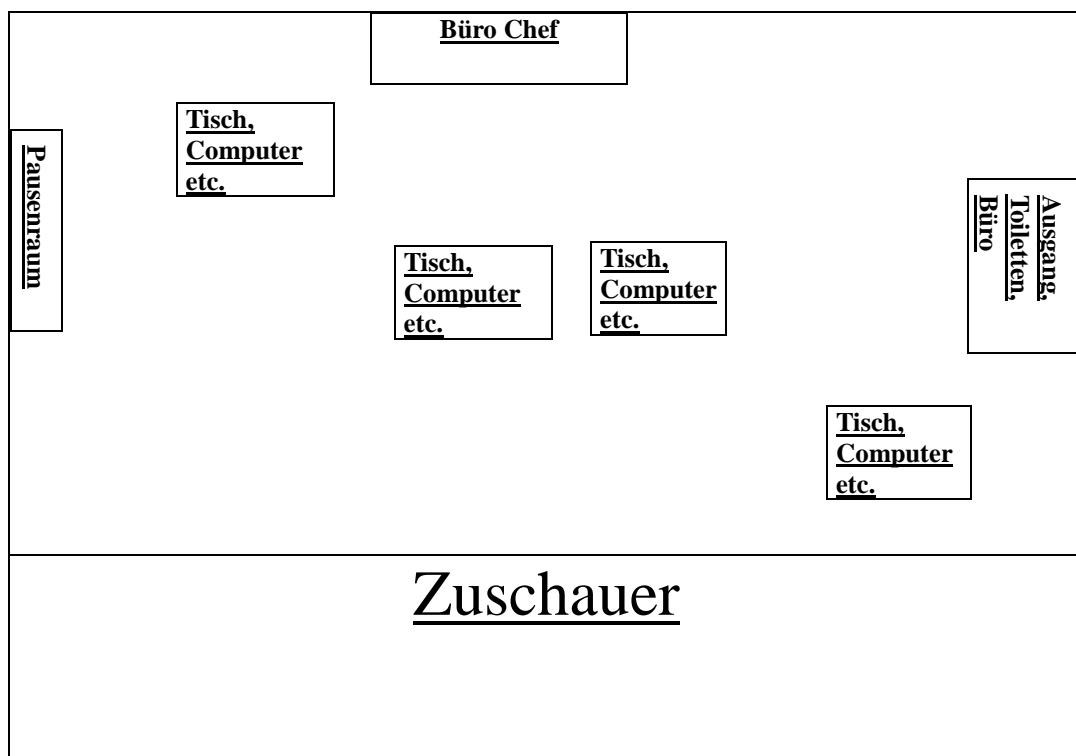 Büro Chef
Tisch,
Computer
etc.
Pausenraum
Ausgang,
Toiletten,
Büro
Tisch,
Computer
etc.
Tisch,
Computer
etc.
Tisch,
Computer
etc.
Zuschauer